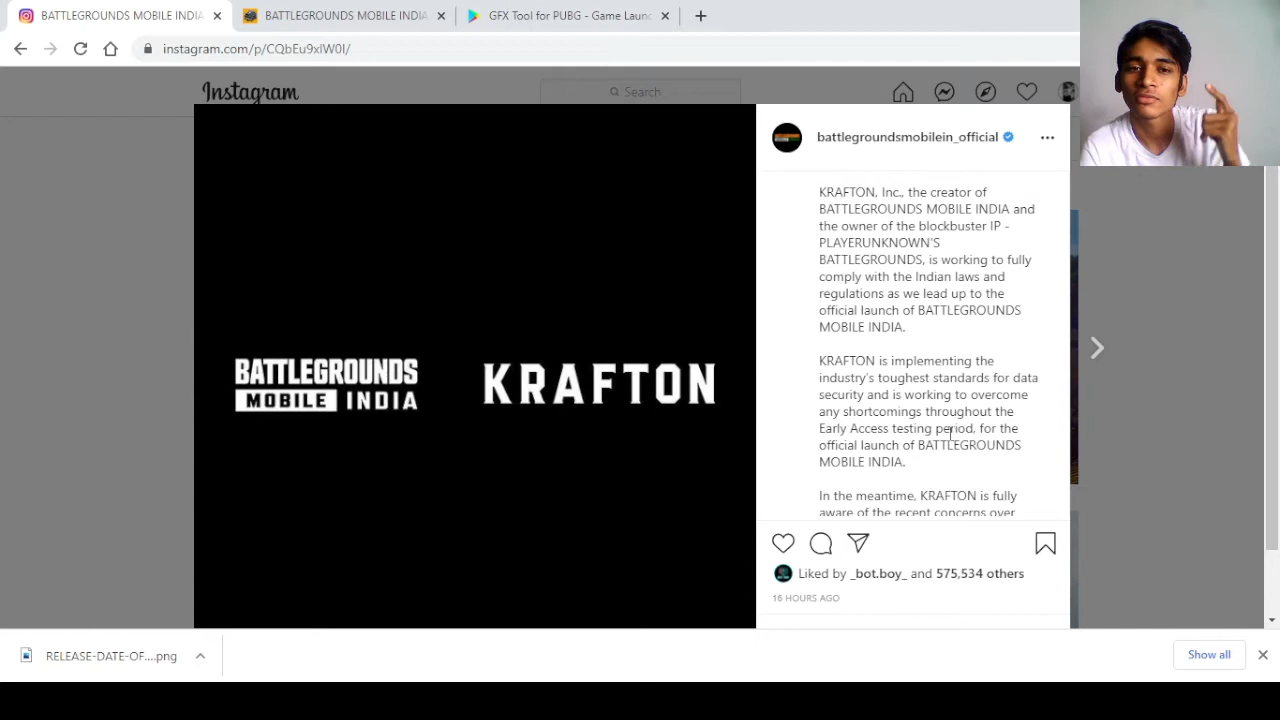 BATTLEGROUNDS MOBILE INDIA
BATTLEGROUNDS MOBILE INDIA
GFX Tool for PUBG - Game Launc
instagram.com/p/CQbEu9xlW0I/
Instagram
Search
battlegroundsmobilein_official
KRAFTON, Inc., the creator of
BATTLEGROUNDS MOBILE INDIA and
the owner of the blockbuster IP -
PLAYERUNKNOWN'S
BATTLEGROUNDS, is working to fully
comply with the Indian laws and
regulations as we lead up to the
official launch of BATTLEGROUNDS
MOBILE INDIA.
KRAFTON is implementing the
industry's toughest standards for data
security and is working to overcome
any shortcomings throughout the
Early Access testing period, for the
official launch of BATTLEGROUNDS
MOBILE INDIA.
In the meantime, KRAFTON is fully
aware of the recent concerns over
BATTLEGROUNDS
MOBILE INDIA
KRAFTON
Liked by _bot.boy_ and 575,534 others
16 HOURS AGO
RELEASE-DATE-OF....png
Show all